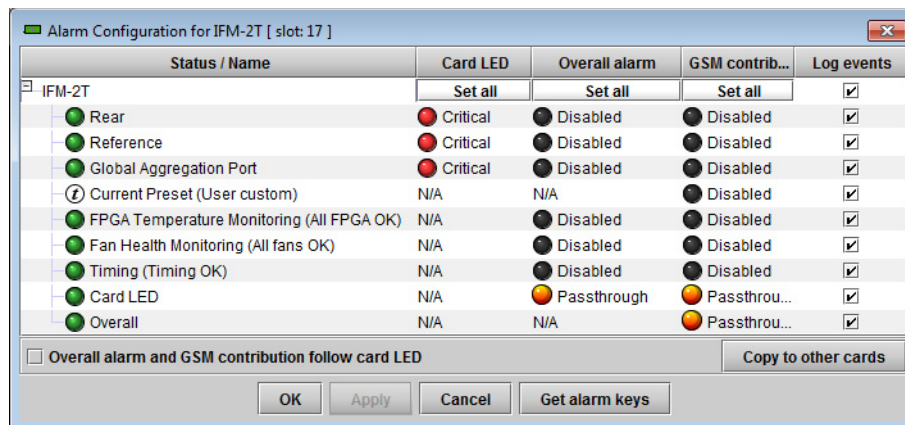 Alarm Configuration for IFM-2T [ slot: 17 ]
Status / Name Card LED Overall alarm GSM contrib... Log events
IFM-2T Set all Set all Set all
Rear Critical Disabled Disabled
Reference Critical Disabled Disabled
Global Aggregation Port Critical Disabled Disabled
t Current Preset (User custom) N/A N/A Disabled
FPGA Temperature Monitoring (All FPGA OK) N/A Disabled Disabled
Fan Health Monitoring (All fans OK) N/A Disabled Disabled
Timing (Timing OK) N/A Disabled Disabled
Card LED N/A Passthrough Passthrou...
Overall N/A N/A Passthrou...
Overall alarm and GSM contribution follow card LED Copy to other cards
OK Apply Cancel Get alarm keys